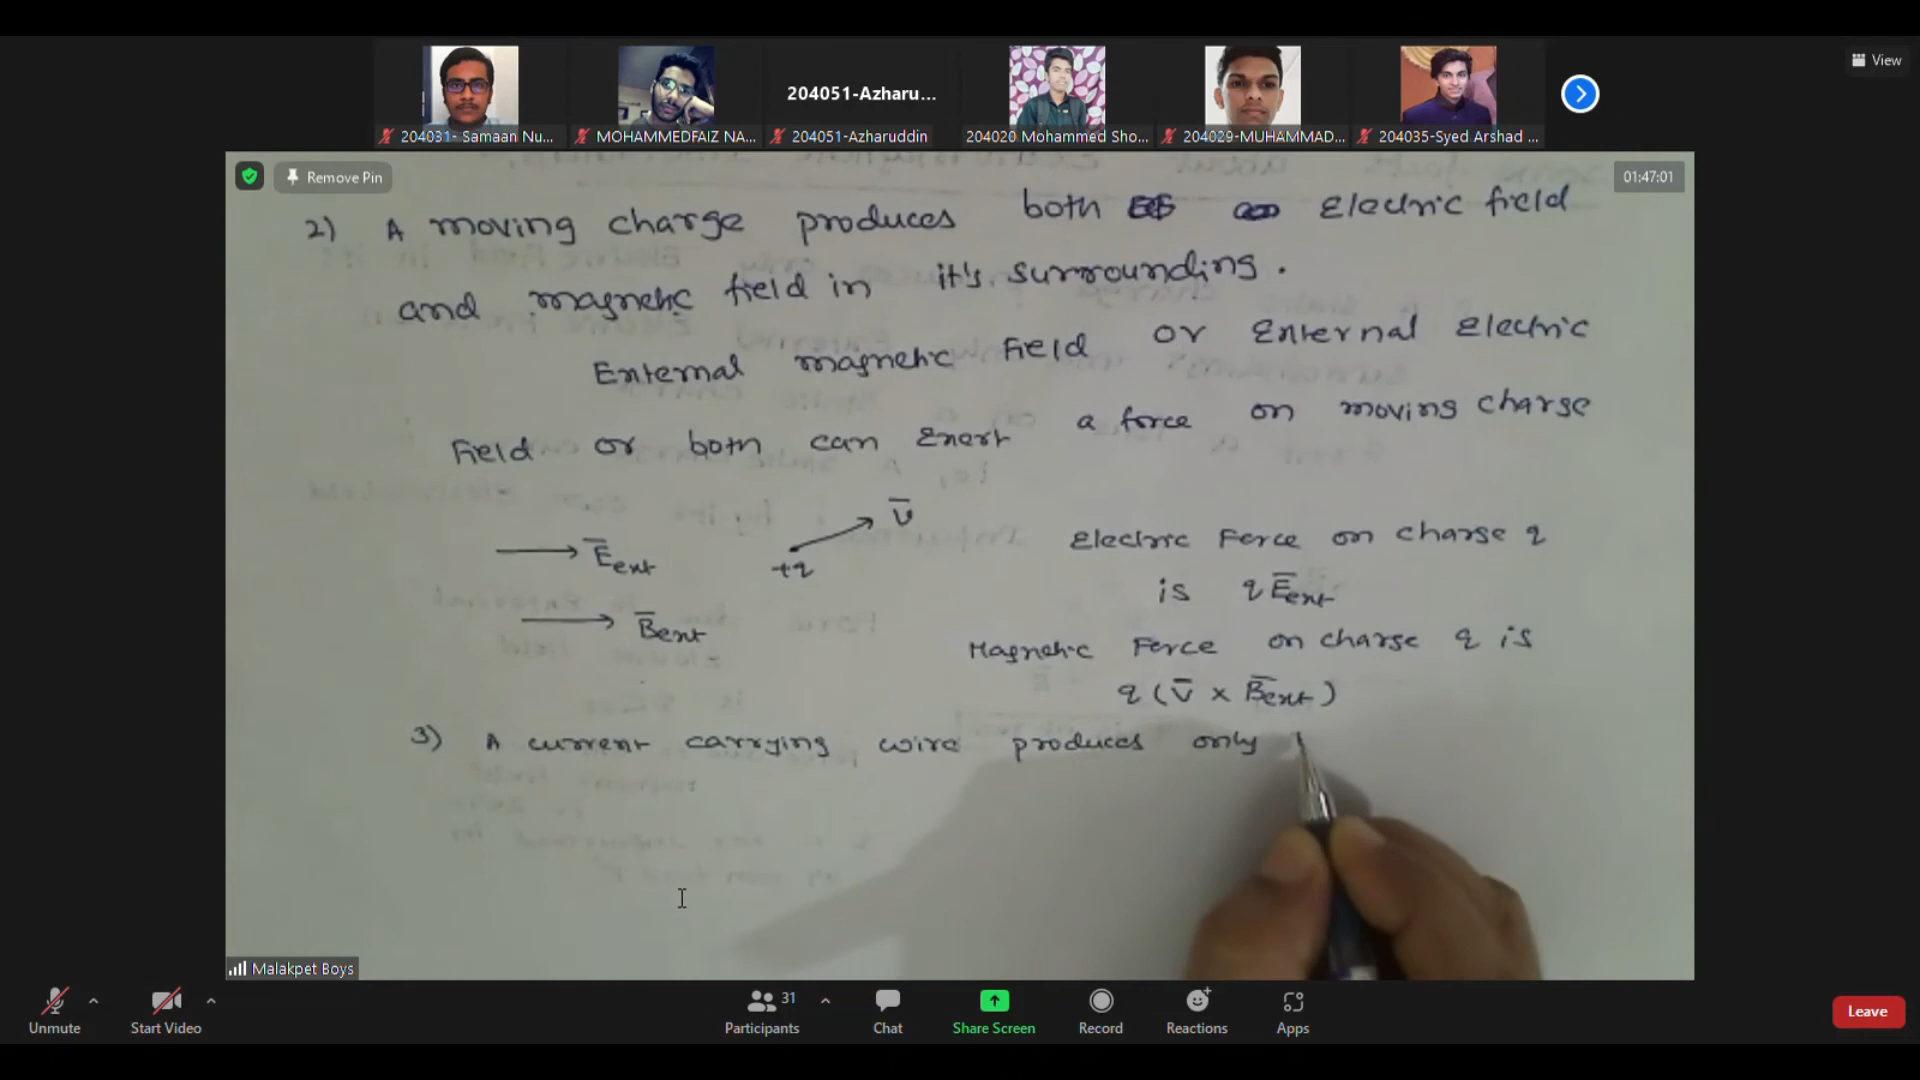 View
204051-Azharu...
204031- Samaan Nu...
MOHAMMEDFAIZ NA...
204051-Azharuddin
204020 Mohammed Sho...
204029-MUHAMMAD...
204035-Syed Arshad ...
Remove Pin
01:47:01
2) A moving charge produces both Electric field
and magnetic field in it's surrounding.
External magnetic Field or External Electric
Field or both can Exert a force on moving charge
V̅
E̅ext
+q
B̅ext
Electric Force on charge q
is qE̅ext
Magnetic Force on charge q is
q(V̅ × B̅ext)
3) A current carrying wire produces only
Malakpet Boys
Unmute
Start Video
31
Participants
Chat
Share Screen
Record
Reactions
Apps
Leave